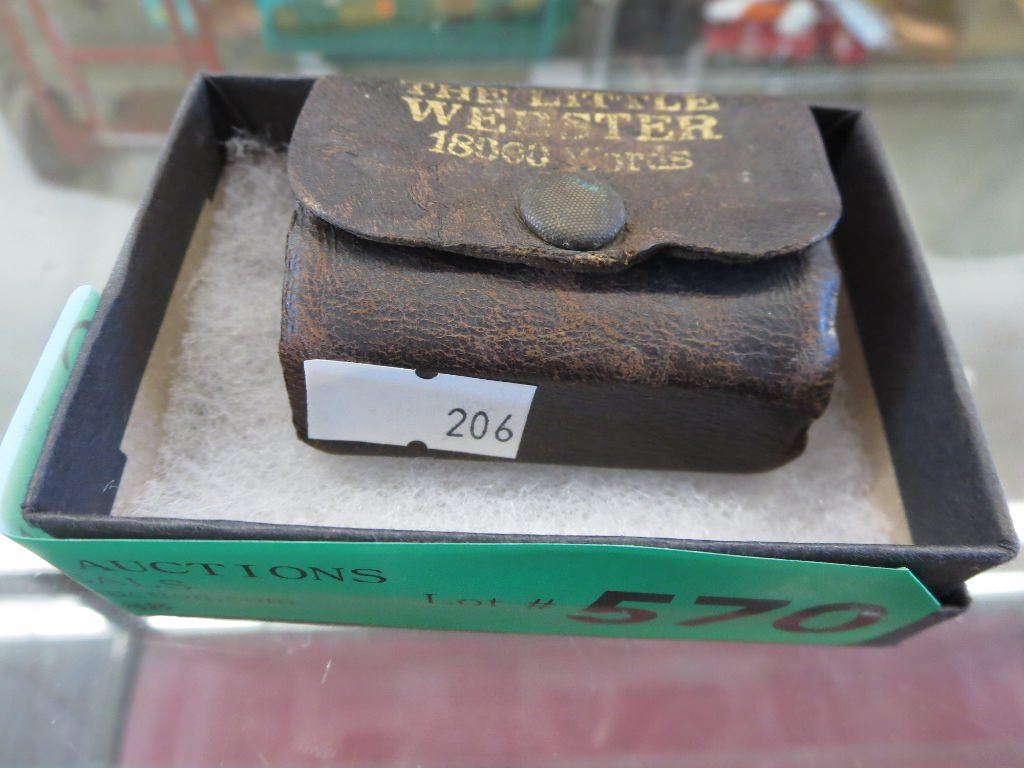 THE LITTLE
WEBSTER
18000 Words
206
AUCTIONS
Lot # 570